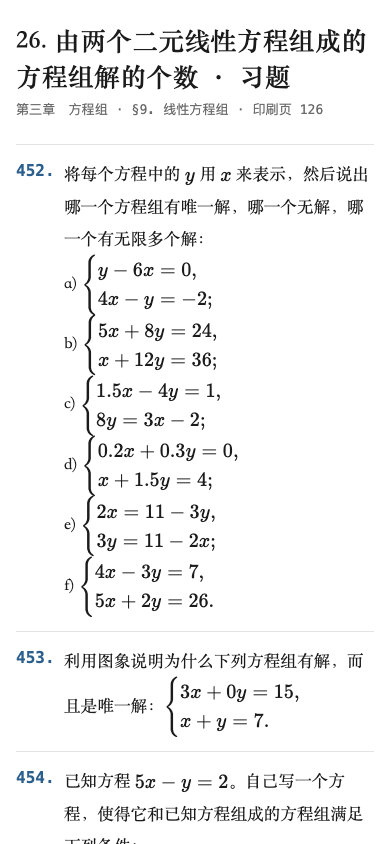 26. 由两个二元线性方程组成的
方程组解的个数 · 习题
第三章 方程组 · §9. 线性方程组 · 印刷页 126
452. 将每个方程中的 y 用 x 来表示，然后说出
哪一个方程组有唯一解，哪一个无解，哪
一个有无限多个解：
a) { y − 6x = 0,
4x − y = −2;
b) { 5x + 8y = 24,
x + 12y = 36;
c) { 1.5x − 4y = 1,
8y = 3x − 2;
d) { 0.2x + 0.3y = 0,
x + 1.5y = 4;
e) { 2x = 11 − 3y,
3y = 11 − 2x;
f) { 4x − 3y = 7,
5x + 2y = 26.
453. 利用图象说明为什么下列方程组有解，而
且是唯一解： { 3x + 0y = 15,
x + y = 7.
454. 已知方程 5x − y = 2。自己写一个方
程，使得它和已知方程组成的方程组满足
下列条件：